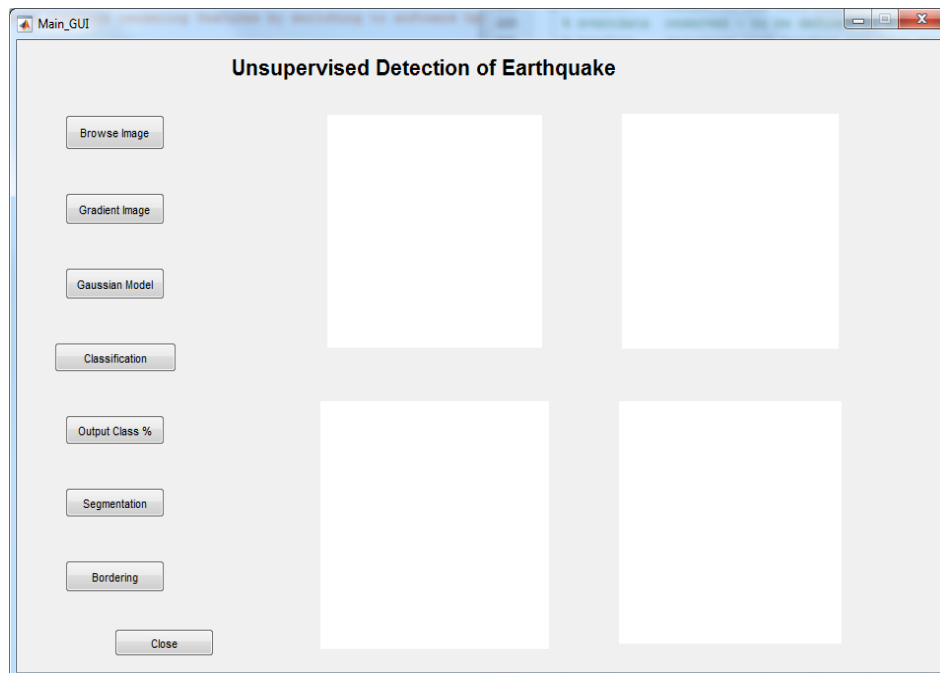 Main_GUI
Unsupervised Detection of Earthquake
Browse Image
Gradient Image
Gaussian Model
Classification
Output Class %
Segmentation
Bordering
Close